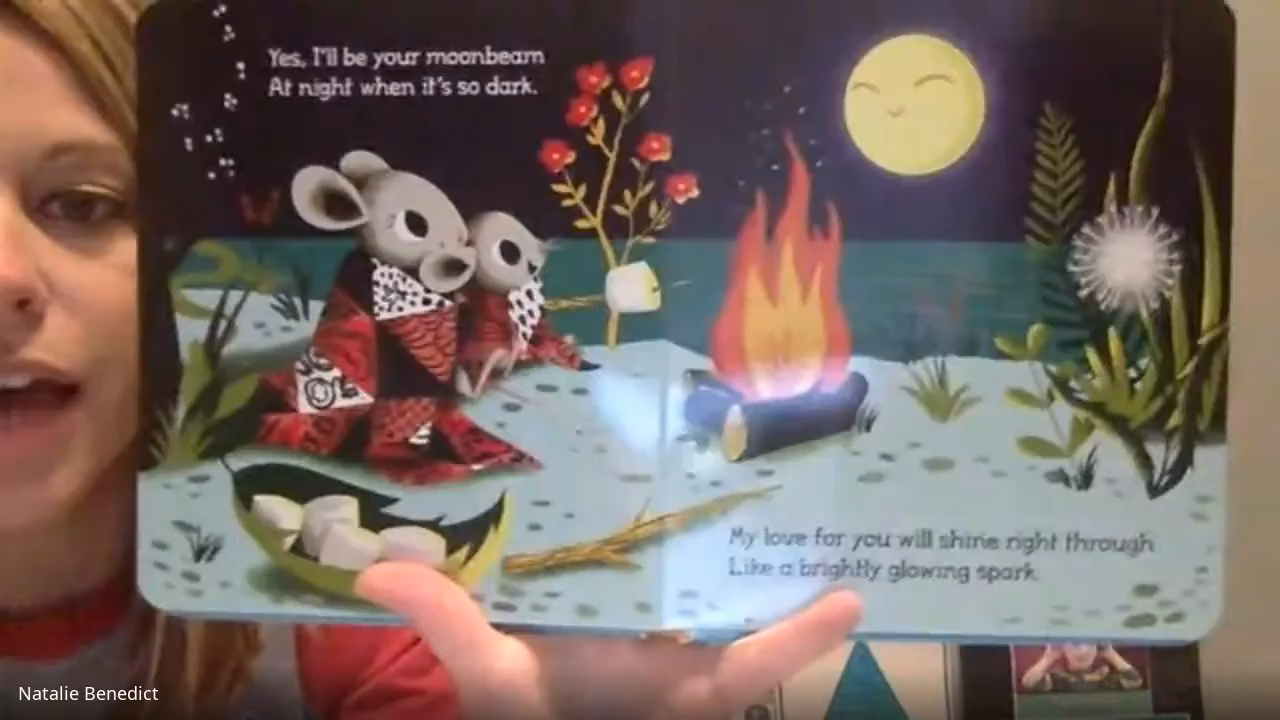 Yes, I'll be your moonbeam
At night when it's so dark.
My love for you will shine right through
Like a brightly glowing spark.
Natalie Benedict